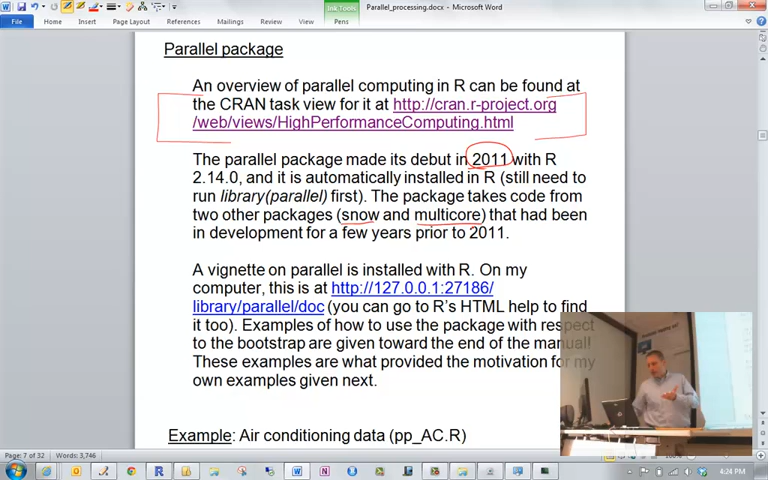 Parallel_processing.docx - Microsoft Word
Ink Tools
File
Home
Insert
Page Layout
References
Mailings
Review
View
Pens
Parallel package
An overview of parallel computing in R can be found at
the CRAN task view for it at http://cran.r-project.org
/web/views/HighPerformanceComputing.html
The parallel package made its debut in 2011 with R
2.14.0, and it is automatically installed in R (still need to
run library(parallel) first). The package takes code from
two other packages (snow and multicore) that had been
in development for a few years prior to 2011.
A vignette on parallel is installed with R. On my
computer, this is at http://127.0.0.1:27186/
library/parallel/doc (you can go to R's HTML help to find
it too). Examples of how to use the package with respect
to the bootstrap are given toward the end of the manual!
These examples are what provided the motivation for my
own examples given next.
Example: Air conditioning data (pp_AC.R)
Page: 7 of 32
Words: 3,746
4:24 PM